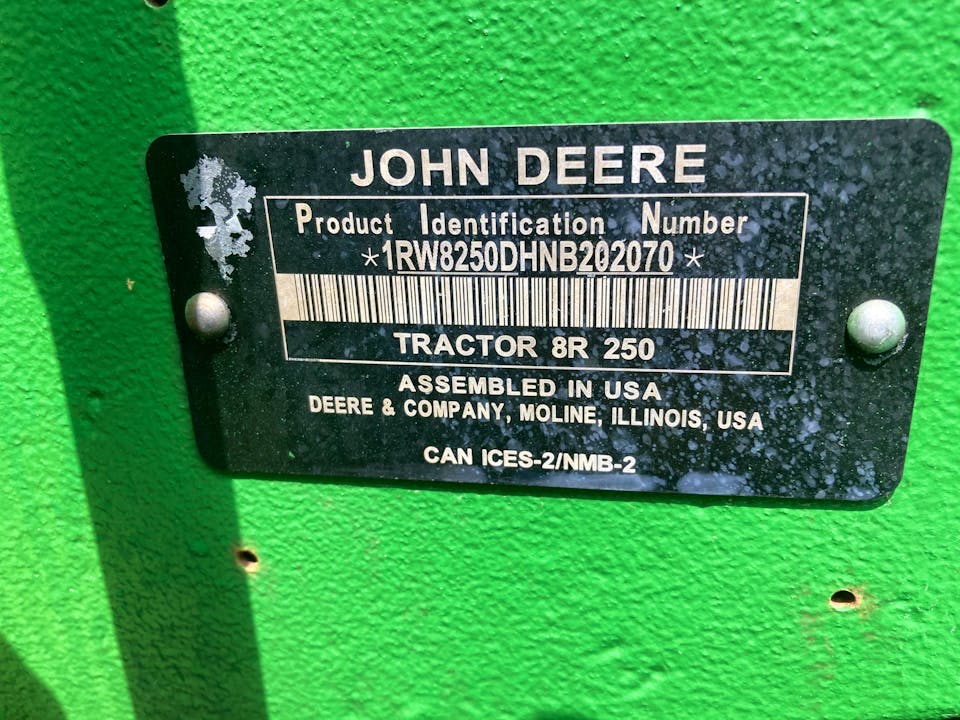 JOHN DEERE
Product Identification Number
*1RW8250DHNB202070*
TRACTOR 8R 250
ASSEMBLED IN USA
DEERE & COMPANY, MOLINE, ILLINOIS, USA
CAN ICES-2/NMB-2